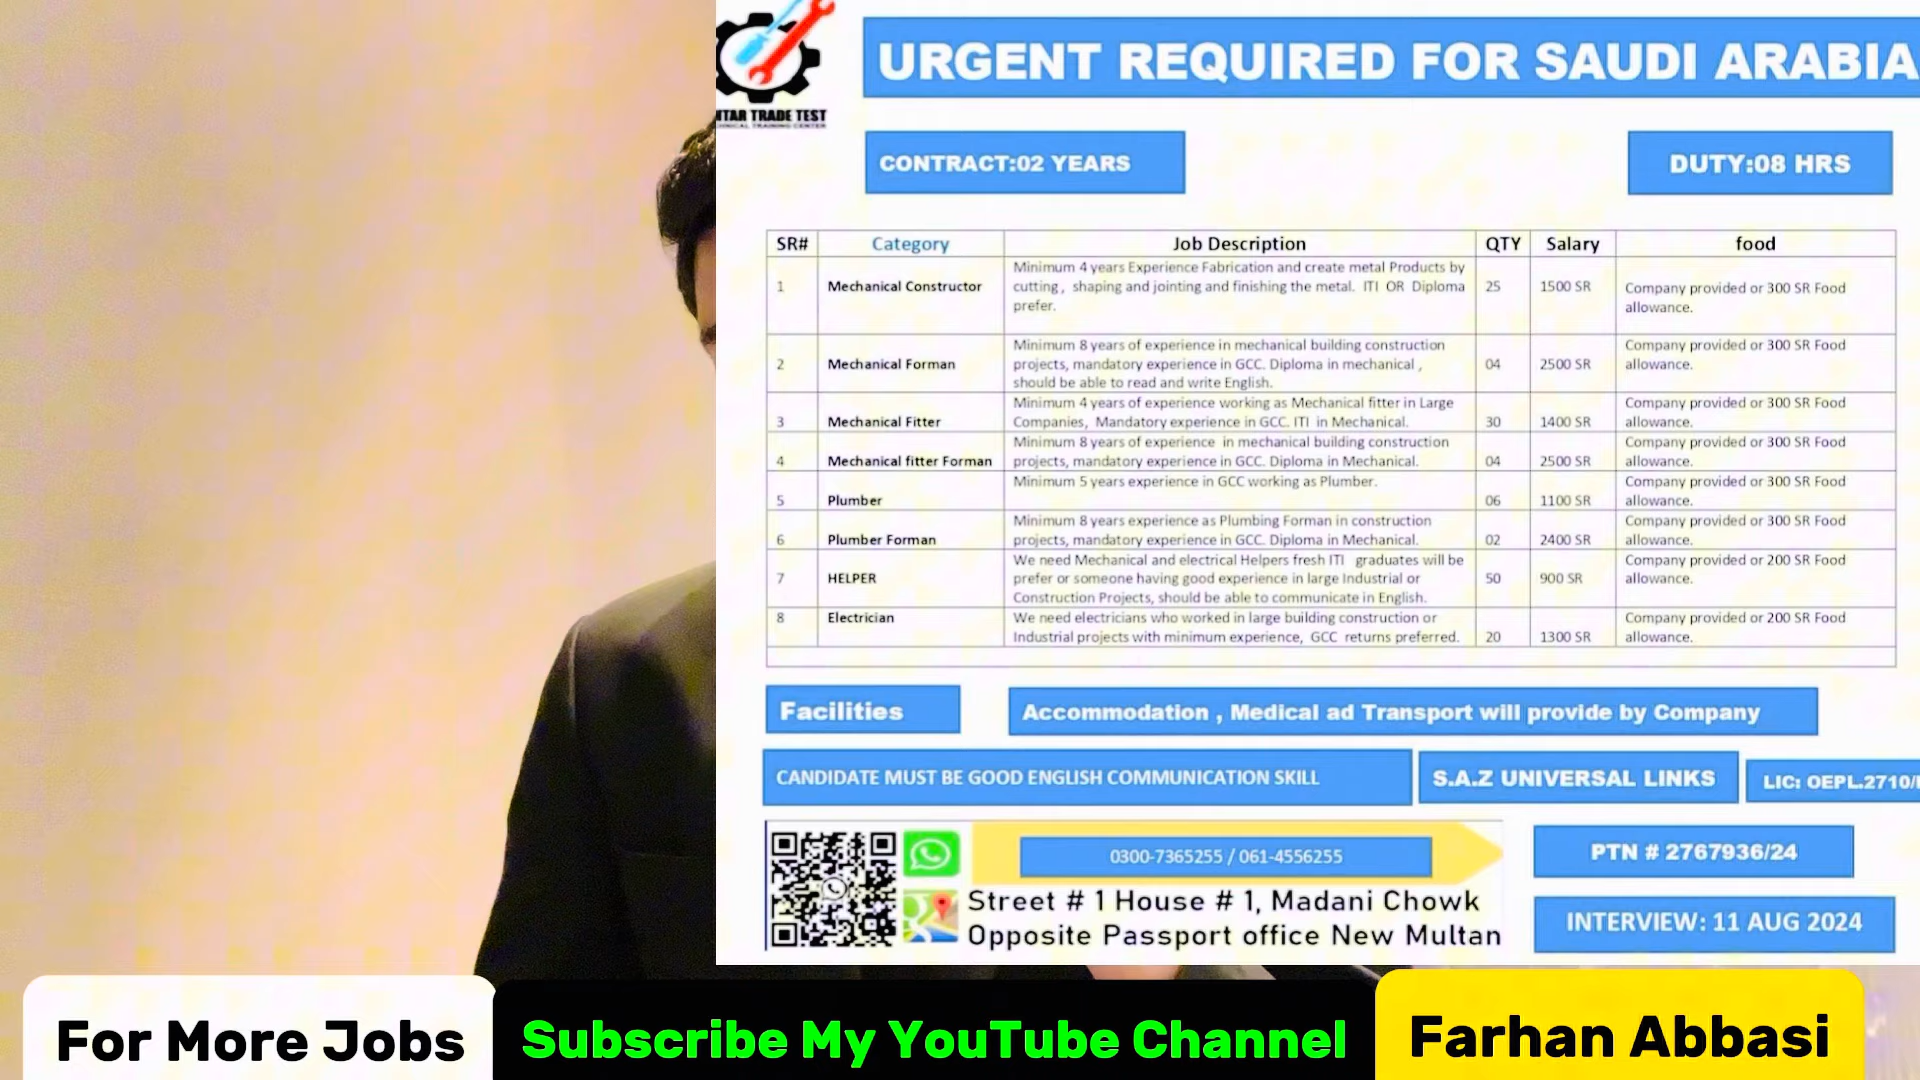 URGENT REQUIRED FOR SAUDI ARABIA
TAR TRADE TEST
CONTRACT:02 YEARS
DUTY:08 HRS
SR# Category Job Description QTY Salary food
1 Mechanical Constructor Minimum 4 years Experience Fabrication and create metal Products by cutting , shaping and jointing and finishing the metal. ITI OR Diploma prefer. 25 1500 SR Company provided or 300 SR Food allowance.
2 Mechanical Forman Minimum 8 years of experience in mechanical building construction projects, mandatory experience in GCC. Diploma in mechanical , should be able to read and write English. 04 2500 SR Company provided or 300 SR Food allowance.
3 Mechanical Fitter Minimum 4 years of experience working as Mechanical fitter in Large Companies, Mandatory experience in GCC. ITI in Mechanical. 30 1400 SR Company provided or 300 SR Food allowance.
4 Mechanical fitter Forman Minimum 8 years of experience in mechanical building construction projects, mandatory experience in GCC. Diploma in Mechanical. 04 2500 SR Company provided or 300 SR Food allowance.
5 Plumber Minimum 5 years experience in GCC working as Plumber. 06 1100 SR Company provided or 300 SR Food allowance.
6 Plumber Forman Minimum 8 years experience as Plumbing Forman in construction projects, mandatory experience in GCC. Diploma in Mechanical. 02 2400 SR Company provided or 300 SR Food allowance.
7 HELPER We need Mechanical and electrical Helpers fresh ITI graduates will be prefer or someone having good experience in large Industrial or Construction Projects, should be able to communicate in English. 50 900 SR Company provided or 200 SR Food allowance.
8 Electrician We need electricians who worked in large building construction or Industrial projects with minimum experience, GCC returns preferred. 20 1300 SR Company provided or 200 SR Food allowance.
Facilities
Accommodation , Medical ad Transport will provide by Company
CANDIDATE MUST BE GOOD ENGLISH COMMUNICATION SKILL
S.A.Z UNIVERSAL LINKS
LIC: OEPL.2710/
0300-7365255 / 061-4556255
PTN # 2767936/24
Street # 1 House # 1, Madani Chowk
Opposite Passport office New Multan
INTERVIEW: 11 AUG 2024
For More Jobs
Subscribe My YouTube Channel
Farhan Abbasi